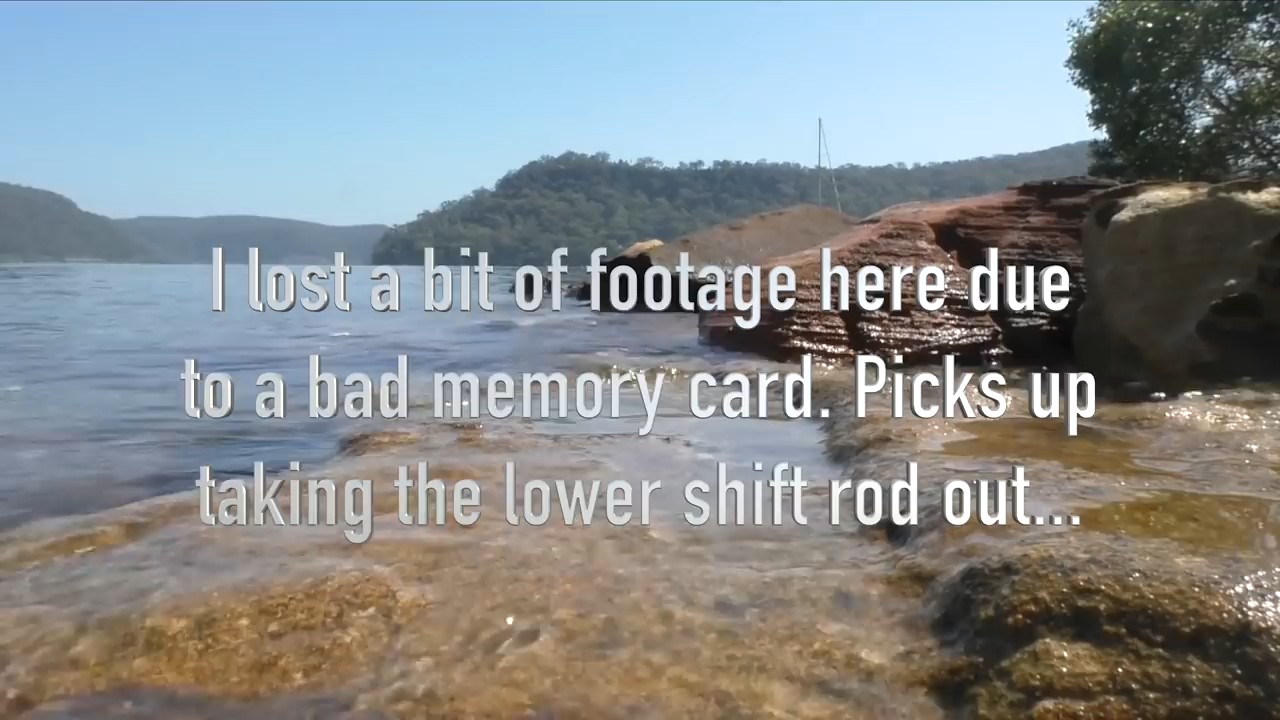 I lost a bit of footage here due
to a bad memory card. Picks up
taking the lower shift rod out...